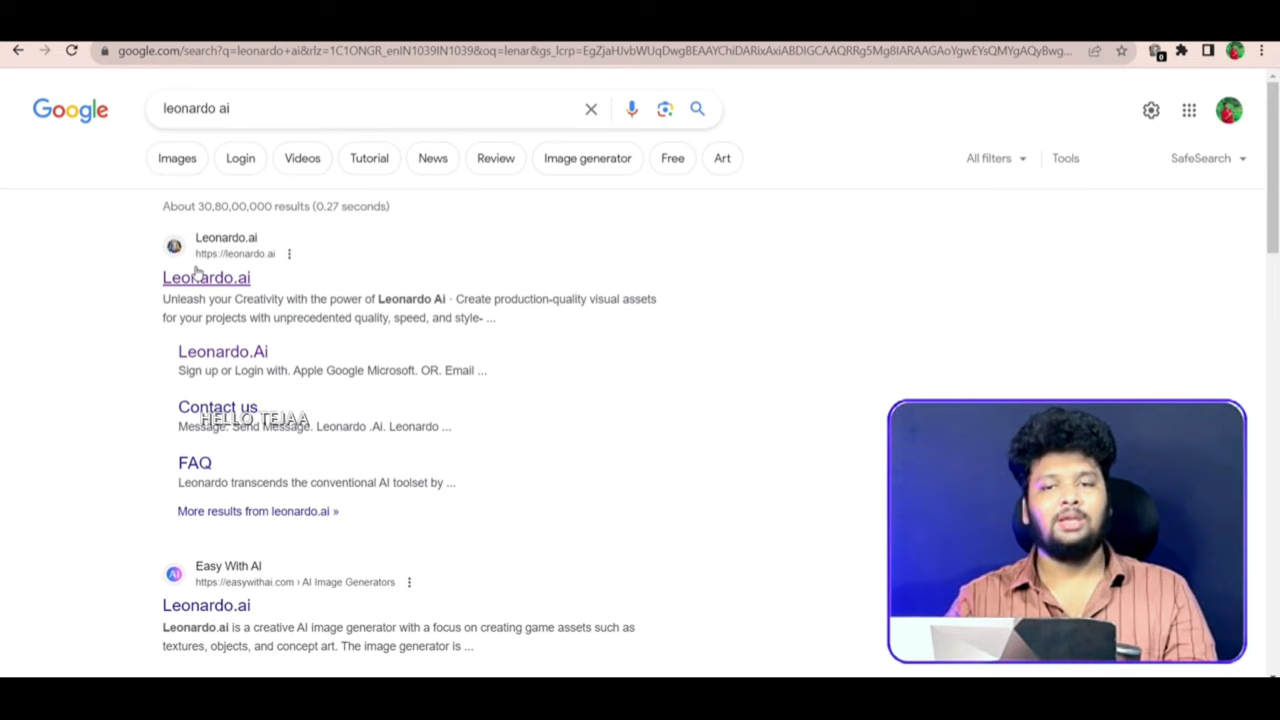 google.com/search?q=leonardo+ai&rlz=1C1ONGR_enIN1039IN1039&oq=lenar&gs_lcrp=EgZjaHJvbWUqDwgBEAAYChiDARixAxiABDIGCAAQRRg5Mg8IARAAGAoYgwEYsQMYgAQyBwg...
0
Google
leonardo ai
Images
Login
Videos
Tutorial
News
Review
Image generator
Free
Art
All filters
Tools
SafeSearch
About 30,80,00,000 results (0.27 seconds)
Leonardo.ai
https://leonardo.ai
Leonardo.ai
Unleash your Creativity with the power of Leonardo Ai · Create production-quality visual assets
for your projects with unprecedented quality, speed, and style- ...
Leonardo.Ai
Sign up or Login with. Apple Google Microsoft. OR. Email ...
Contact us
HELLO TEJAA
Message. Send Message. Leonardo .Ai. Leonardo ...
FAQ
Leonardo transcends the conventional AI toolset by ...
More results from leonardo.ai »
Easy With AI
https://easywithai.com › AI Image Generators
Leonardo.ai
Leonardo.ai is a creative AI image generator with a focus on creating game assets such as
textures, objects, and concept art. The image generator is ...